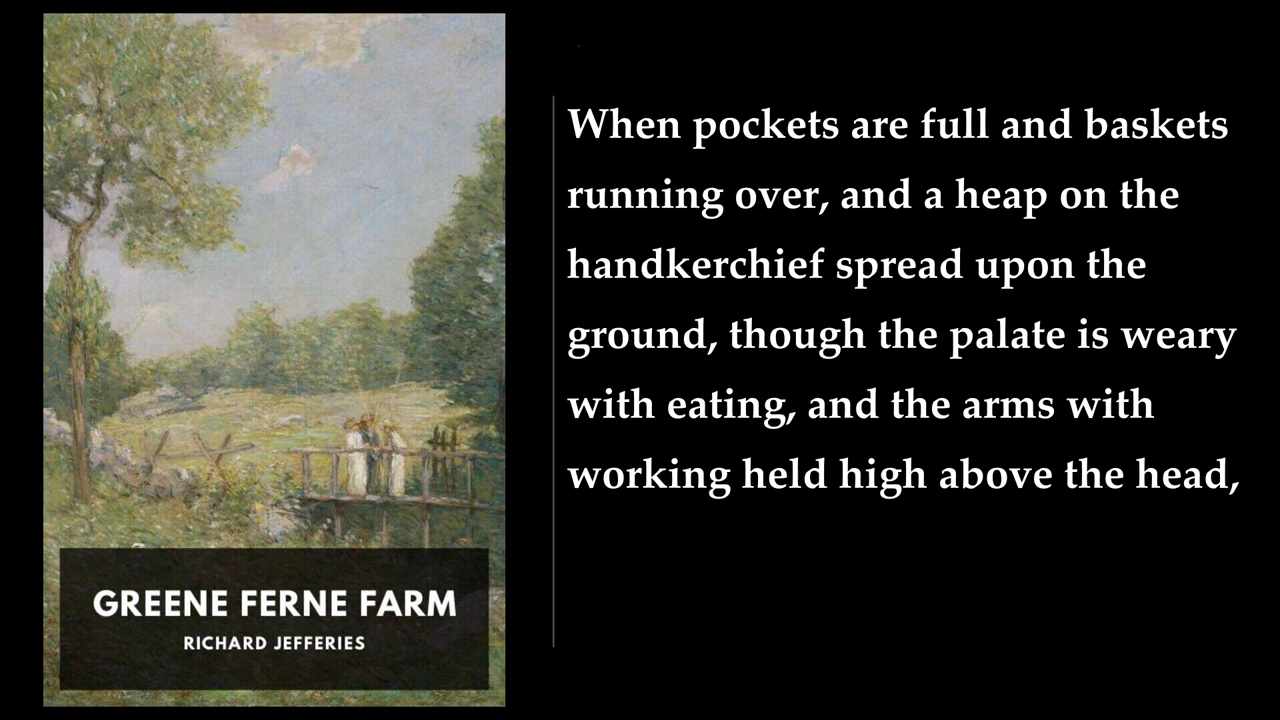 When pockets are full and baskets
running over, and a heap on the
handkerchief spread upon the
ground, though the palate is weary
with eating, and the arms with
working held high above the head,
GREENE FERNE FARM
RICHARD JEFFERIES